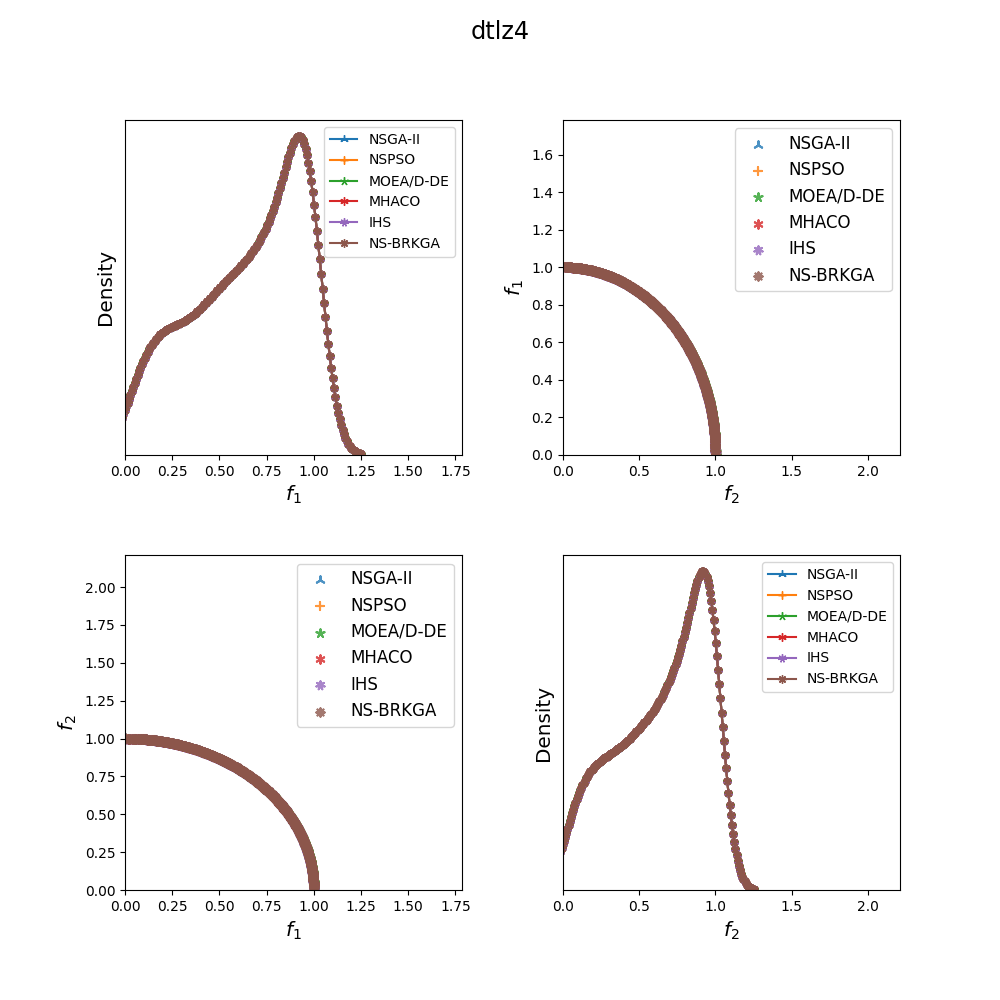 dtlz4
Density
NSGA-II
NSPSO
MOEA/D-DE
MHACO
IHS
NS-BRKGA
0.00 0.25 0.50 0.75 1.00 1.25 1.50 1.75
f1
f1
1.6
1.4
1.2
1.0
0.8
0.6
0.4
0.2
0.0
NSGA-II
NSPSO
MOEA/D-DE
MHACO
IHS
NS-BRKGA
0.0 0.5 1.0 1.5 2.0
f2
f2
2.00
1.75
1.50
1.25
1.00
0.75
0.50
0.25
0.00
NSGA-II
NSPSO
MOEA/D-DE
MHACO
IHS
NS-BRKGA
0.00 0.25 0.50 0.75 1.00 1.25 1.50 1.75
f1
Density
NSGA-II
NSPSO
MOEA/D-DE
MHACO
IHS
NS-BRKGA
0.0 0.5 1.0 1.5 2.0
f2